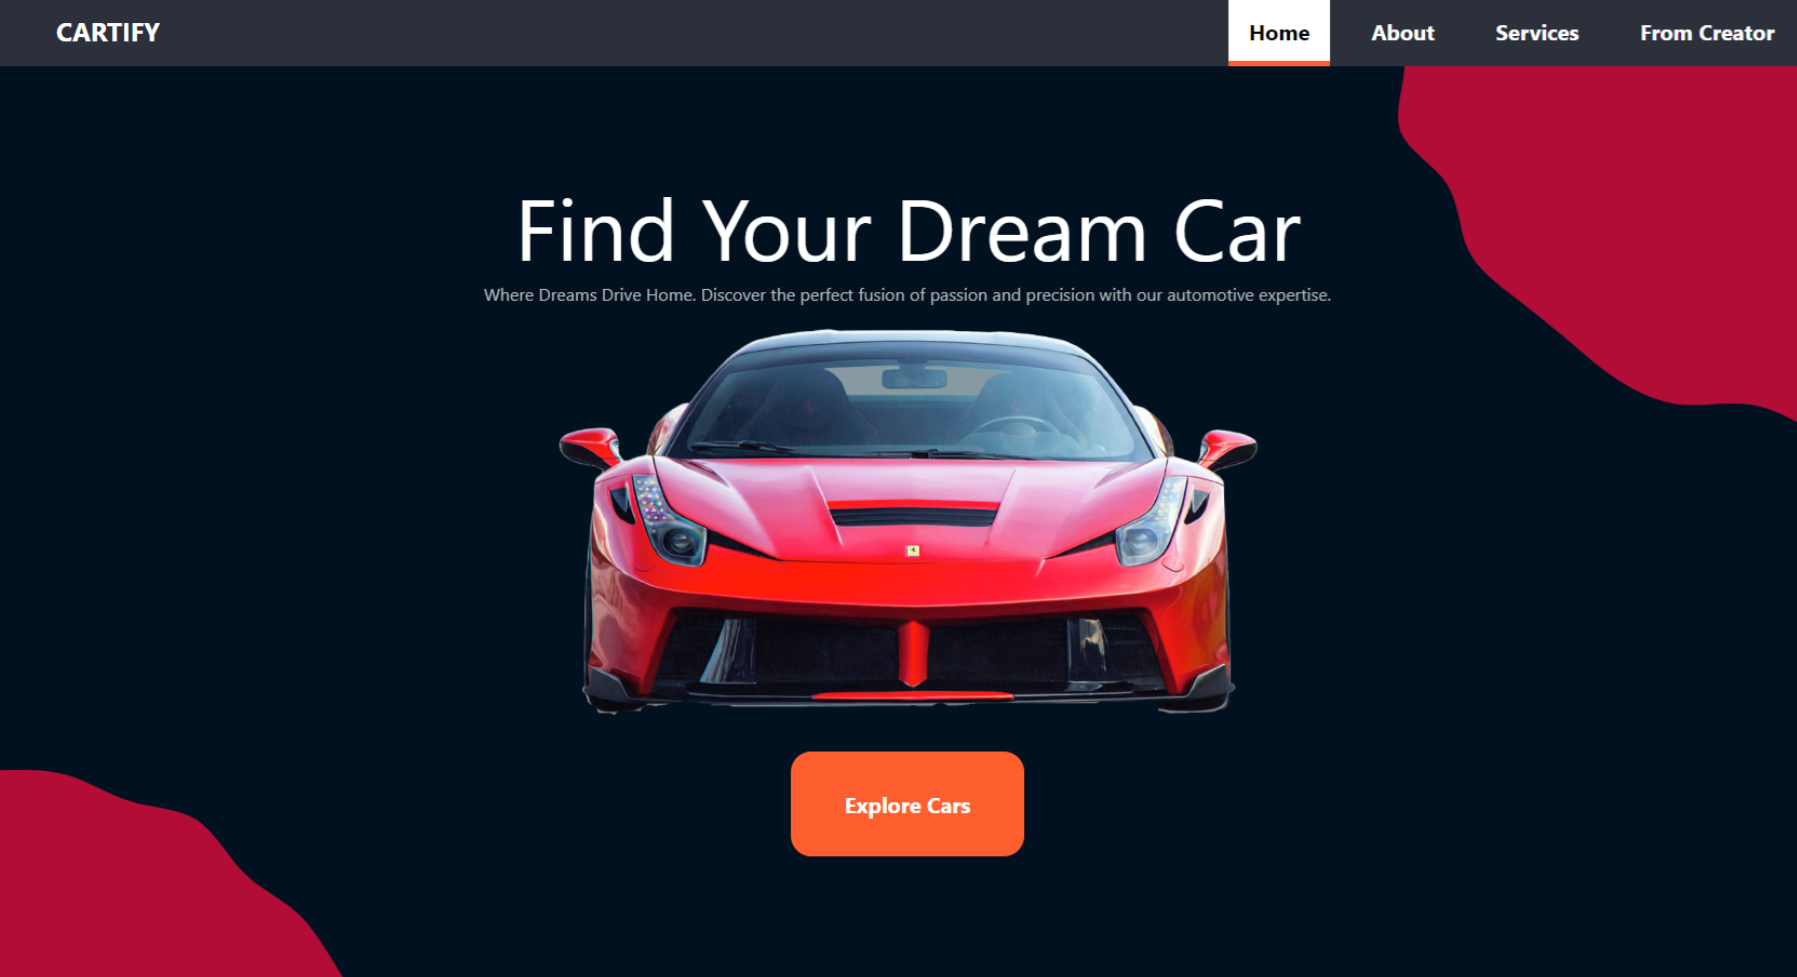 CARTIFY
Home About Services From Creator
Find Your Dream Car
Where Dreams Drive Home. Discover the perfect fusion of passion and precision with our automotive expertise.
Explore Cars